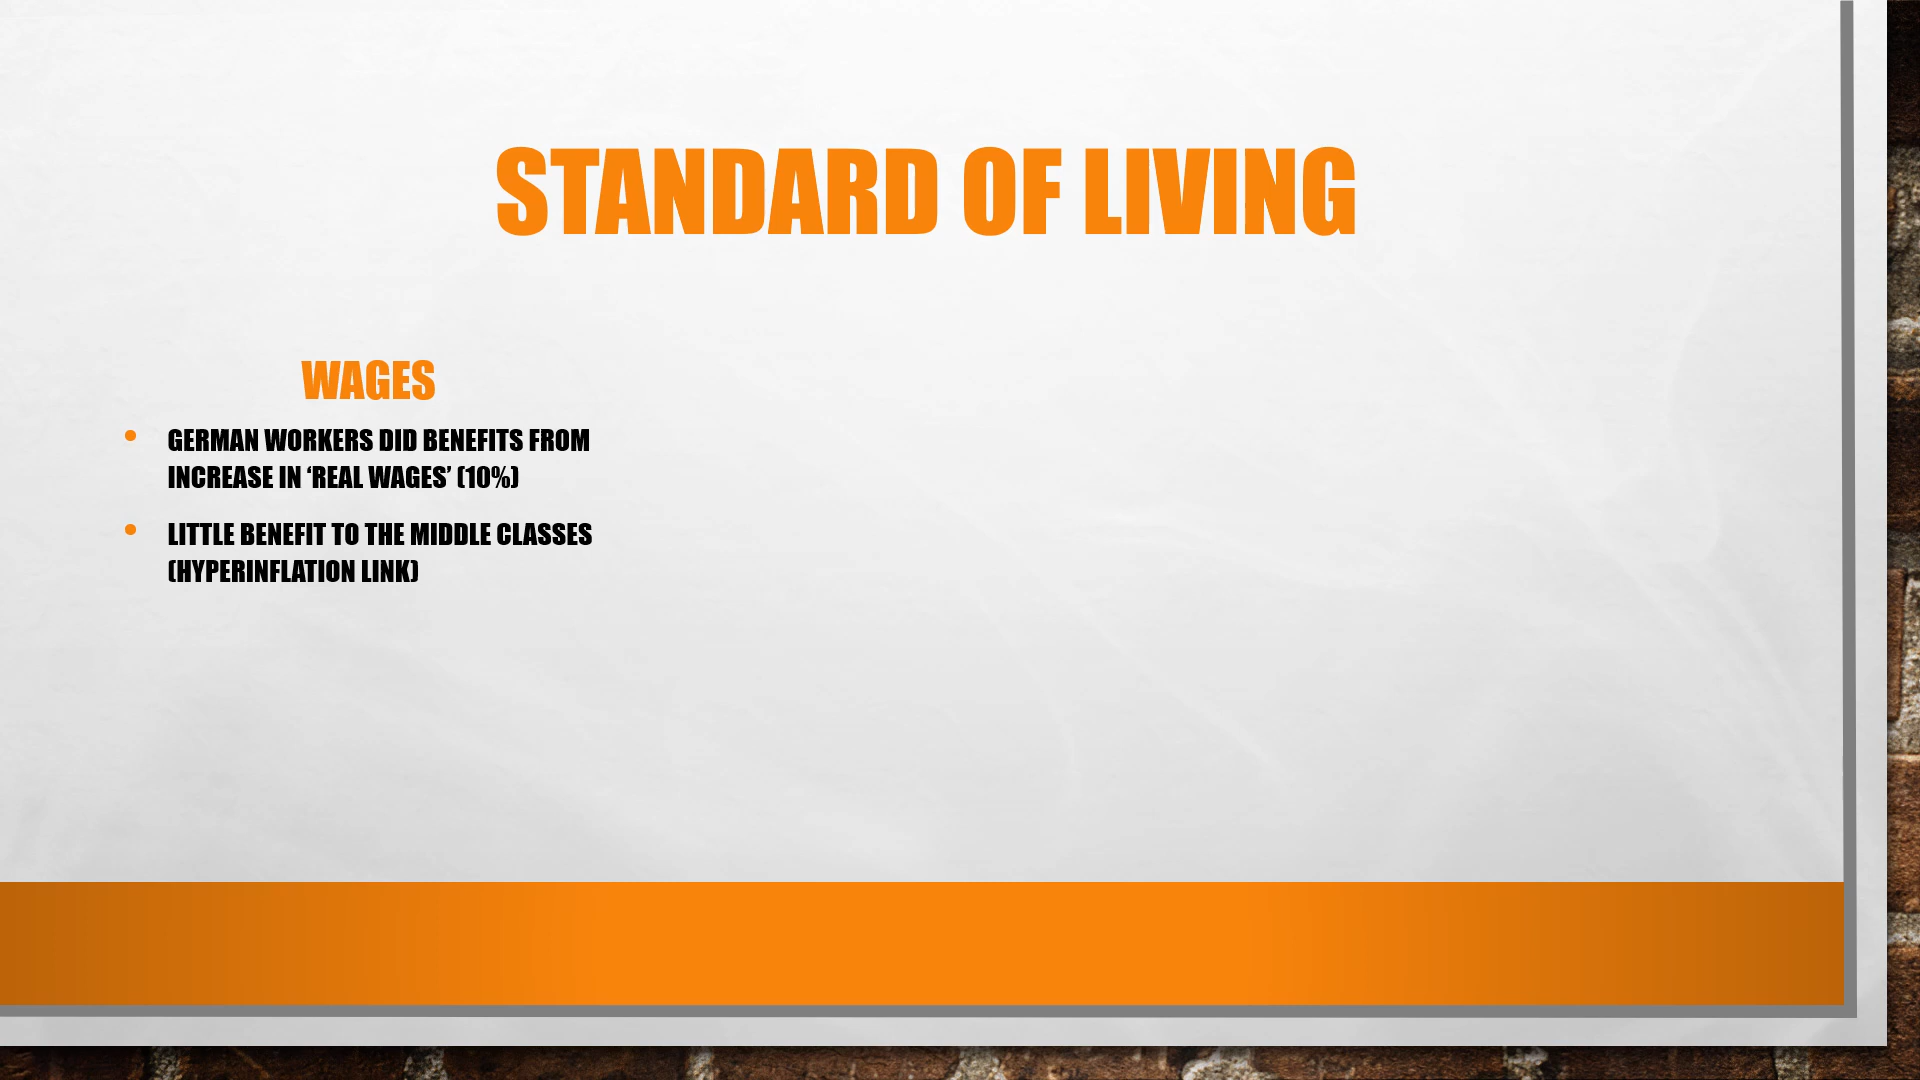 STANDARD OF LIVING
WAGES
• GERMAN WORKERS DID BENEFITS FROM
INCREASE IN ‘REAL WAGES’ (10%)
• LITTLE BENEFIT TO THE MIDDLE CLASSES
(HYPERINFLATION LINK)